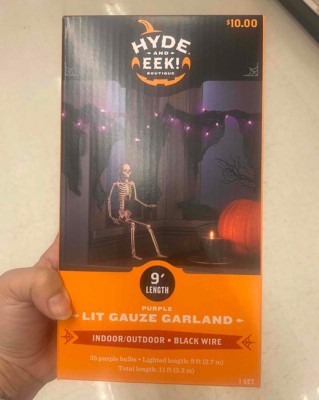 $10.00
HYDE
AND
EEK!
BOUTIQUE
9'
LENGTH
PURPLE
LIT GAUZE GARLAND
INDOOR/OUTDOOR • BLACK WIRE
35 purple bulbs • Lighted length: 9 ft (2.7 m)
Total length: 11 ft (3.3 m)
1 SET